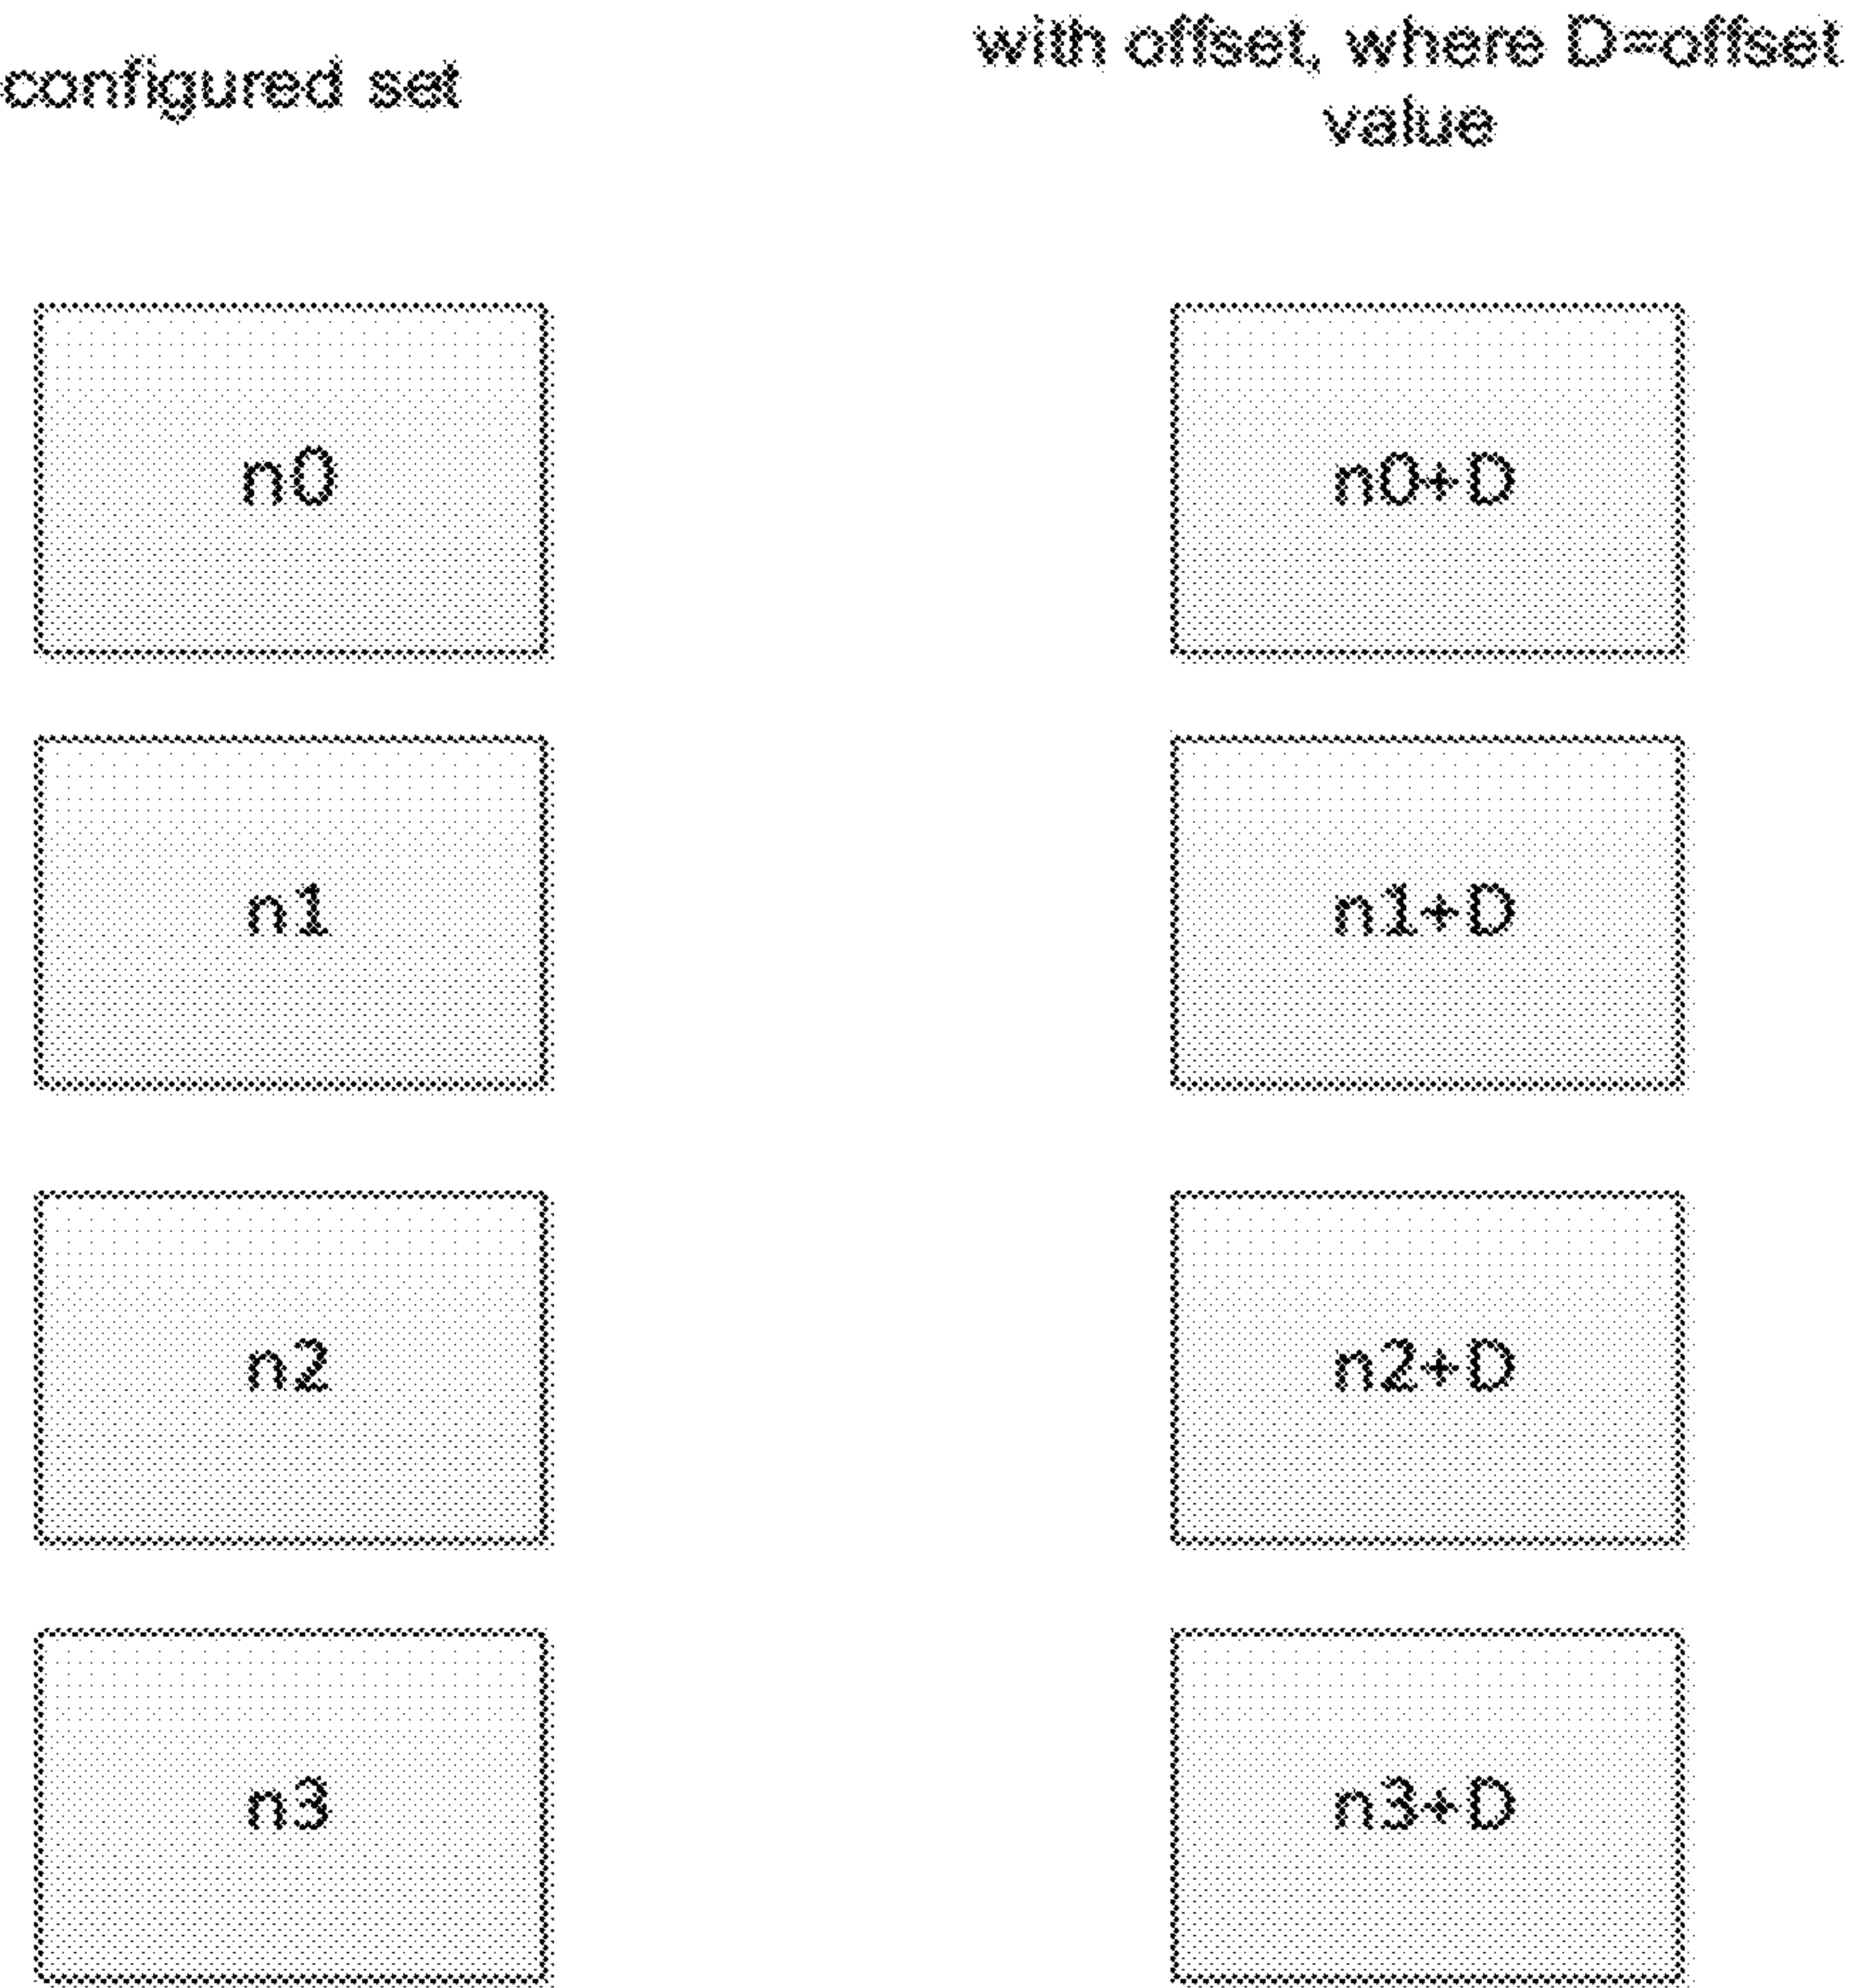 configured set
with offset, where D=offset
value
n0
n0+D
n1
n1+D
n2
n2+D
n3
n3+D